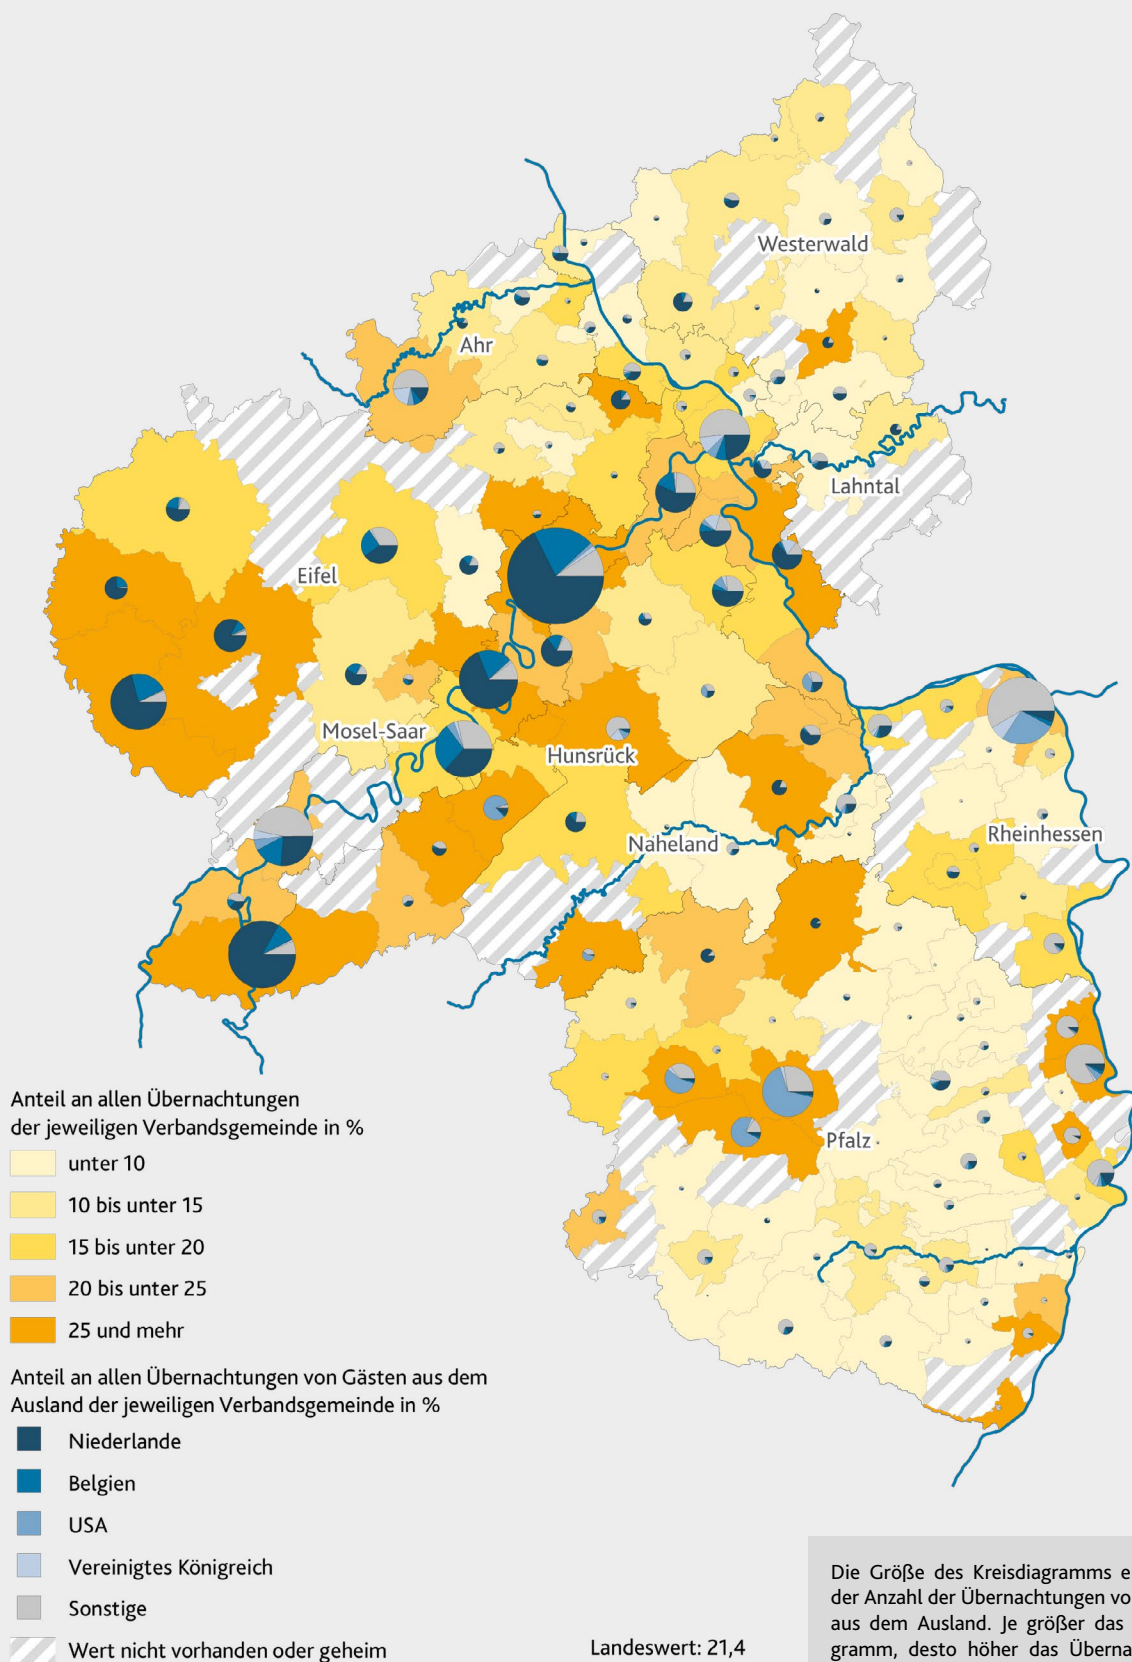 Westerwald
Ahr
Lahntal
Eifel
Mosel-Saar
Hunsrück
Naheland
Rheinhessen
Pfalz
Anteil an allen Übernachtungen
der jeweiligen Verbandsgemeinde in %
unter 10
10 bis unter 15
15 bis unter 20
20 bis unter 25
25 und mehr
Anteil an allen Übernachtungen von Gästen aus dem
Ausland der jeweiligen Verbandsgemeinde in %
Niederlande
Belgien
USA
Vereinigtes Königreich
Sonstige
Wert nicht vorhanden oder geheim
Landeswert: 21,4
Die Größe des Kreisdiagramms e
der Anzahl der Übernachtungen vo
aus dem Ausland. Je größer das
gramm, desto höher das Überna